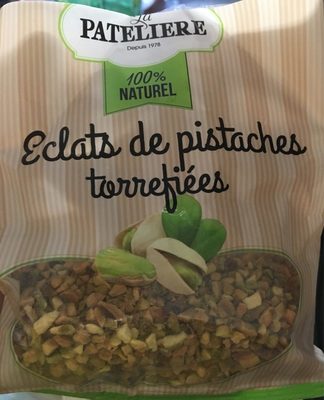 La
PATELIERE
Depuis 1978
100%
NATUREL
Eclats de pistaches
torrefiées